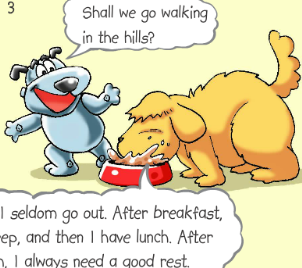 3
Shall we go walking
in the hills?
I seldom go out. After breakfast,
and then I have lunch. After
I always need a good rest.